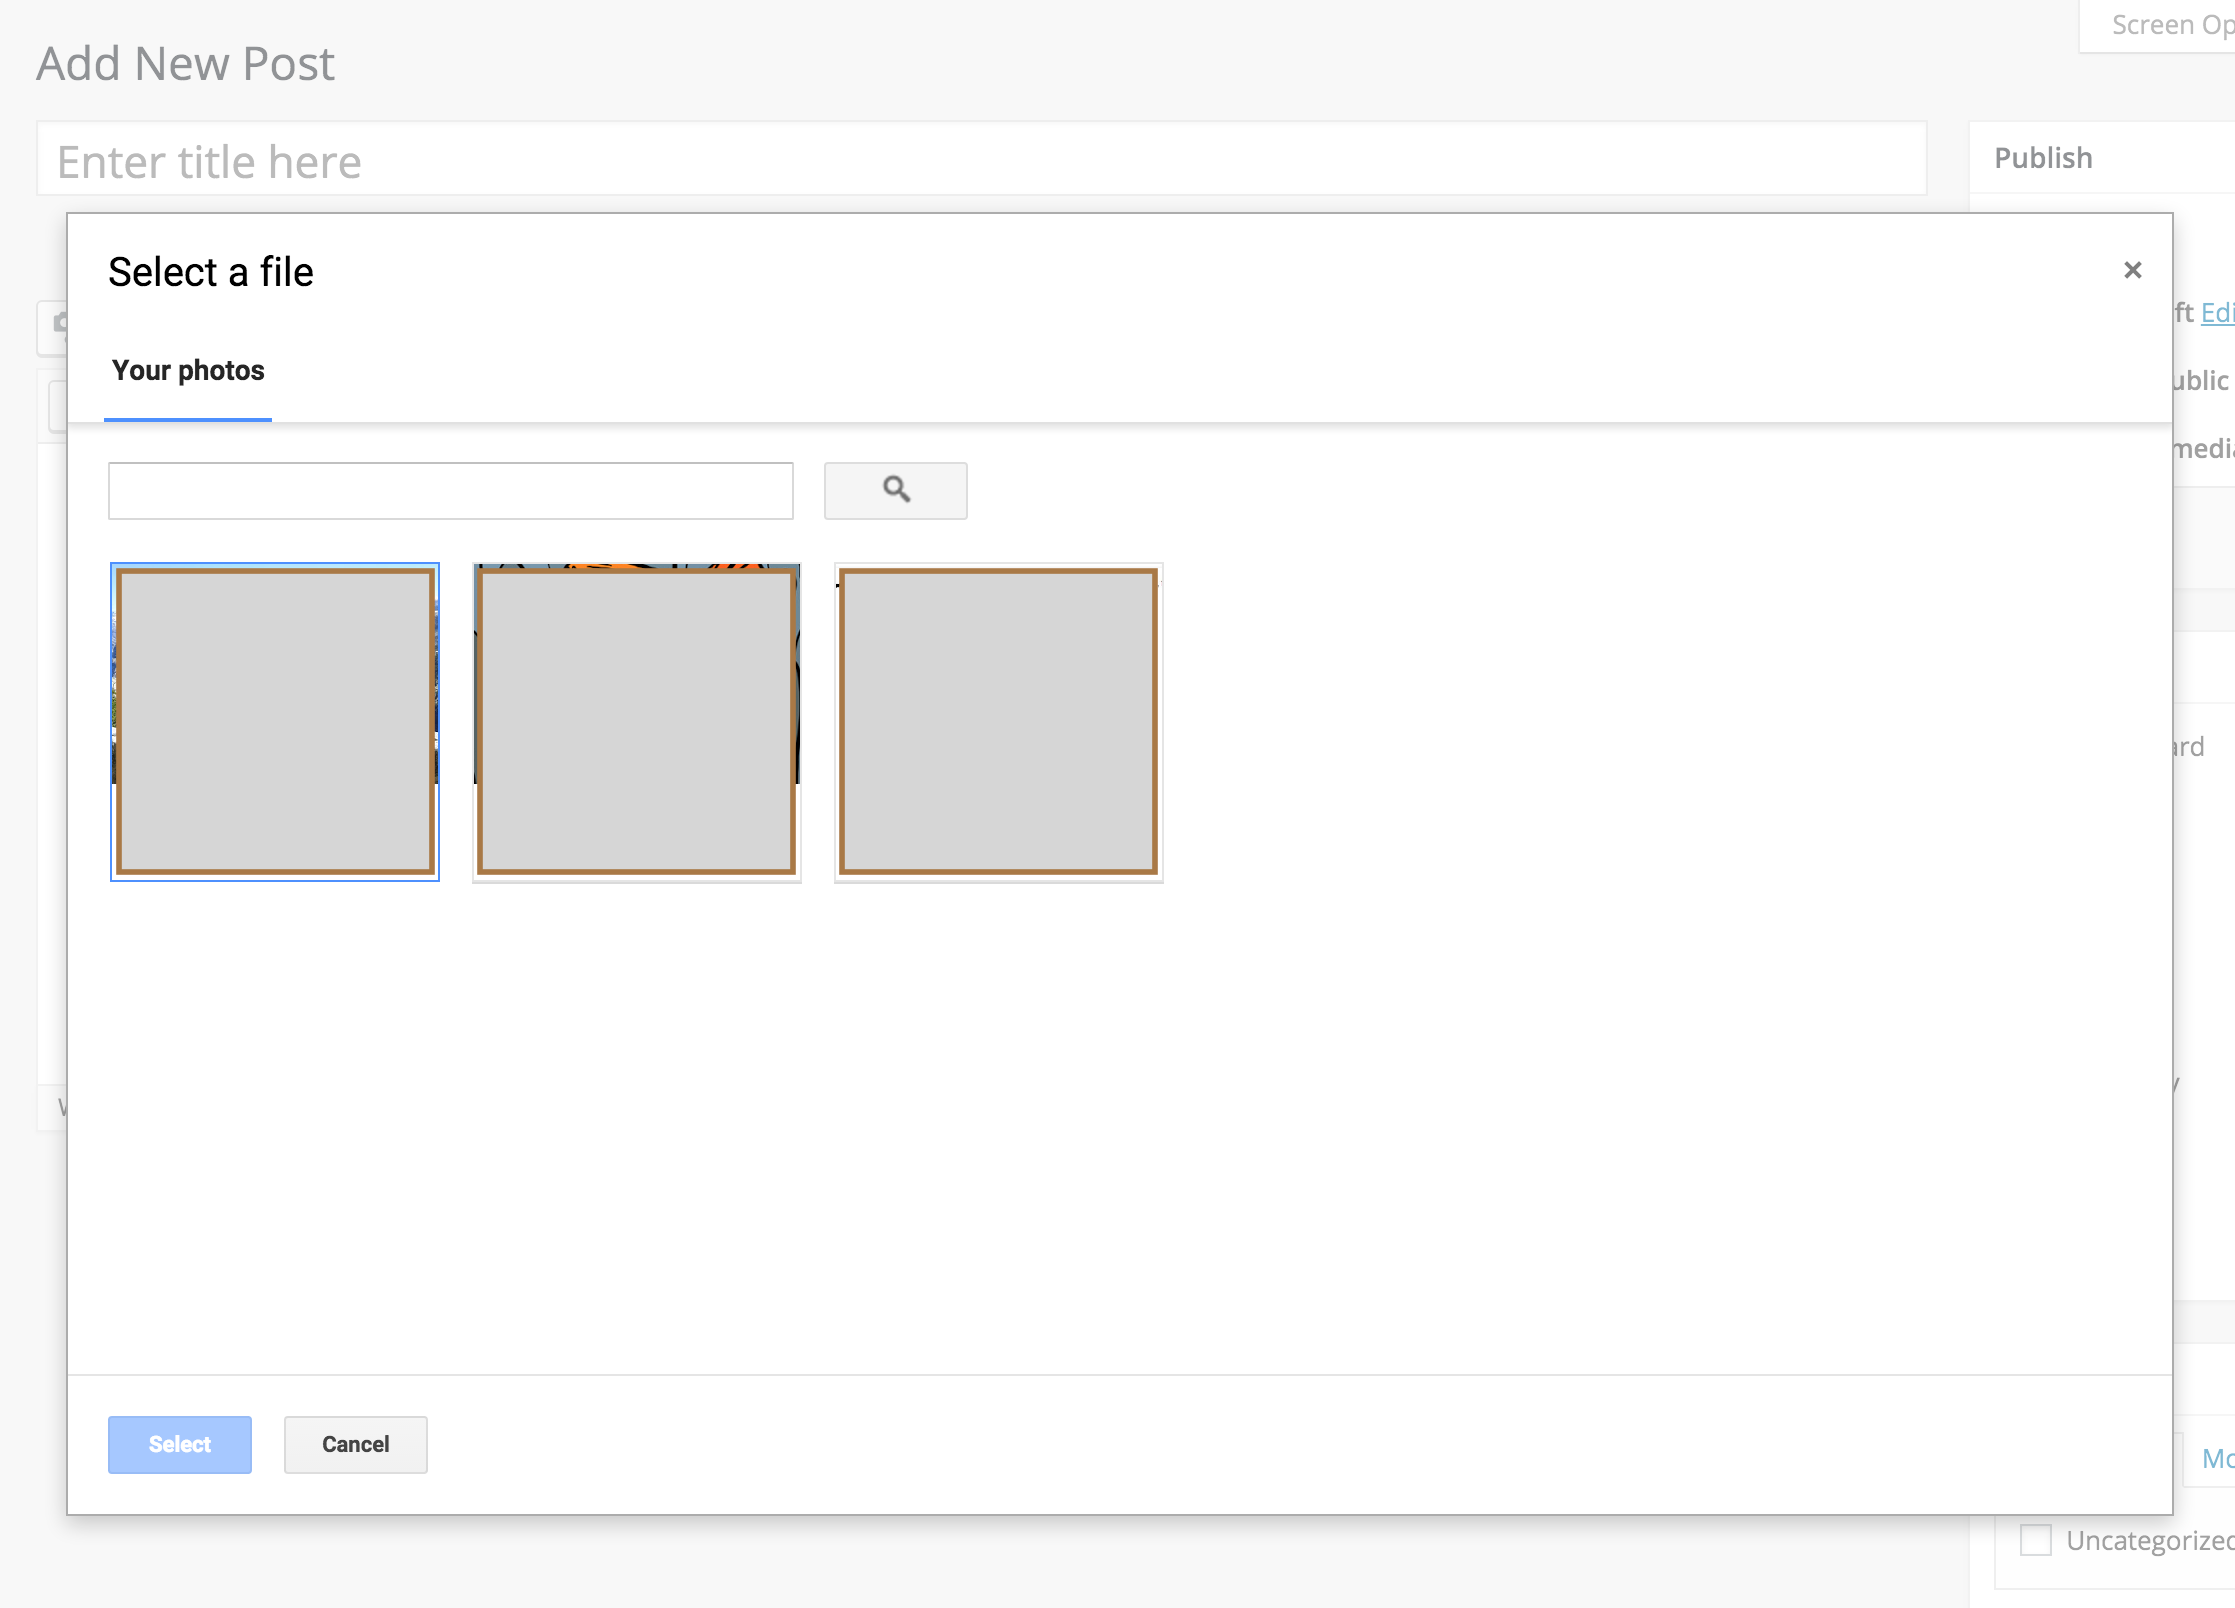 Screen Op
Add New Post
Enter title here
Publish
Select a file
ft Edi
Your photos
ublic
media
ard
Select
Cancel
Mo
Uncategorized